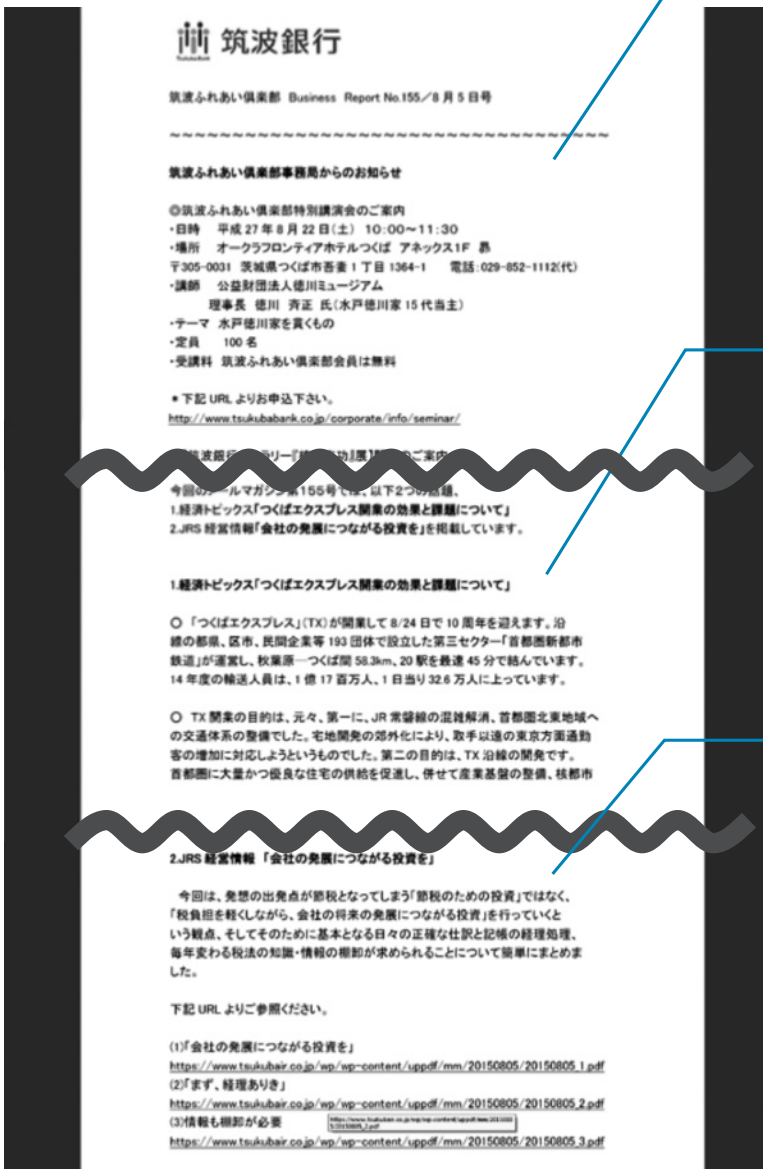 筑波銀行
TsukubaBank
筑波ふれあい倶楽部 Business Report No.155／8月5日号
～～～～～～～～～～～～～～～～～～～～～～～～～～～～～～～～～～～
筑波ふれあい倶楽部事務局からのお知らせ
◎筑波ふれあい倶楽部特別講演会のご案内
・日時 平成27年8月22日(土) 10:00～11:30
・場所 オークラフロンティアホテルつくば アネックス1F 昴
〒305-0031 茨城県つくば市吾妻1丁目1364-1 電話:029-852-1112(代)
・講師 公益財団法人徳川ミュージアム
理事長 徳川 斉正 氏(水戸徳川家15代当主)
・テーマ 水戸徳川家を貫くもの
・定員 100名
・受講料 筑波ふれあい倶楽部会員は無料
＊下記URLよりお申込下さい。
http://www.tsukubabank.co.jp/corporate/info/seminar/
筑波銀行 ラリー『 功』展 のご案内
今回のメールマガジン第155号では、以下2つの話題、
1.経済トピックス「つくばエクスプレス開業の効果と課題について」
2.JRS経営情報「会社の発展につながる投資を」を掲載しています。
1.経済トピックス「つくばエクスプレス開業の効果と課題について」
○ 「つくばエクスプレス」(TX)が開業して8/24日で10周年を迎えます。沿
線の都県、区市、民間企業等193団体で設立した第三セクター「首都圏新都市
鉄道」が運営し、秋葉原―つくば間58.3km、20駅を最速45分で結んでいます。
14年度の輸送人員は、1億17百万人、1日当り32.6万人に上っています。
○ TX開業の目的は、元々、第一に、JR常磐線の混雑解消、首都圏北東地域へ
の交通体系の整備でした。宅地開発の郊外化により、取手以遠の東京方面通勤
客の増加に対応しようというものでした。第二の目的は、TX沿線の開発です。
首都圏に大量かつ優良な住宅の供給を促進し、併せて産業基盤の整備、核都市
2.JRS経営情報 「会社の発展につながる投資を」
今回は、発想の出発点が節税となってしまう「節税のための投資」ではなく、
「税負担を軽くしながら、会社の将来の発展につながる投資」を行っていくと
いう観点、そしてそのために基本となる日々の正確な仕訳と記帳の経理処理、
毎年変わる税法の知識・情報の棚卸が求められることについて簡単にまとめま
した。
下記URLよりご参照ください。
(1)「会社の発展につながる投資を」
https://www.tsukubair.co.jp/wp/wp-content/uppdf/mm/20150805/20150805_1.pdf
(2)「まず、経理ありき」
https://www.tsukubair.co.jp/wp/wp-content/uppdf/mm/20150805/20150805_2.pdf
(3)情報も棚卸が必要
https://www.tsukubair.co.jp/wp/wp-content/uppdf/mm/20150805/20150805_3.pdf